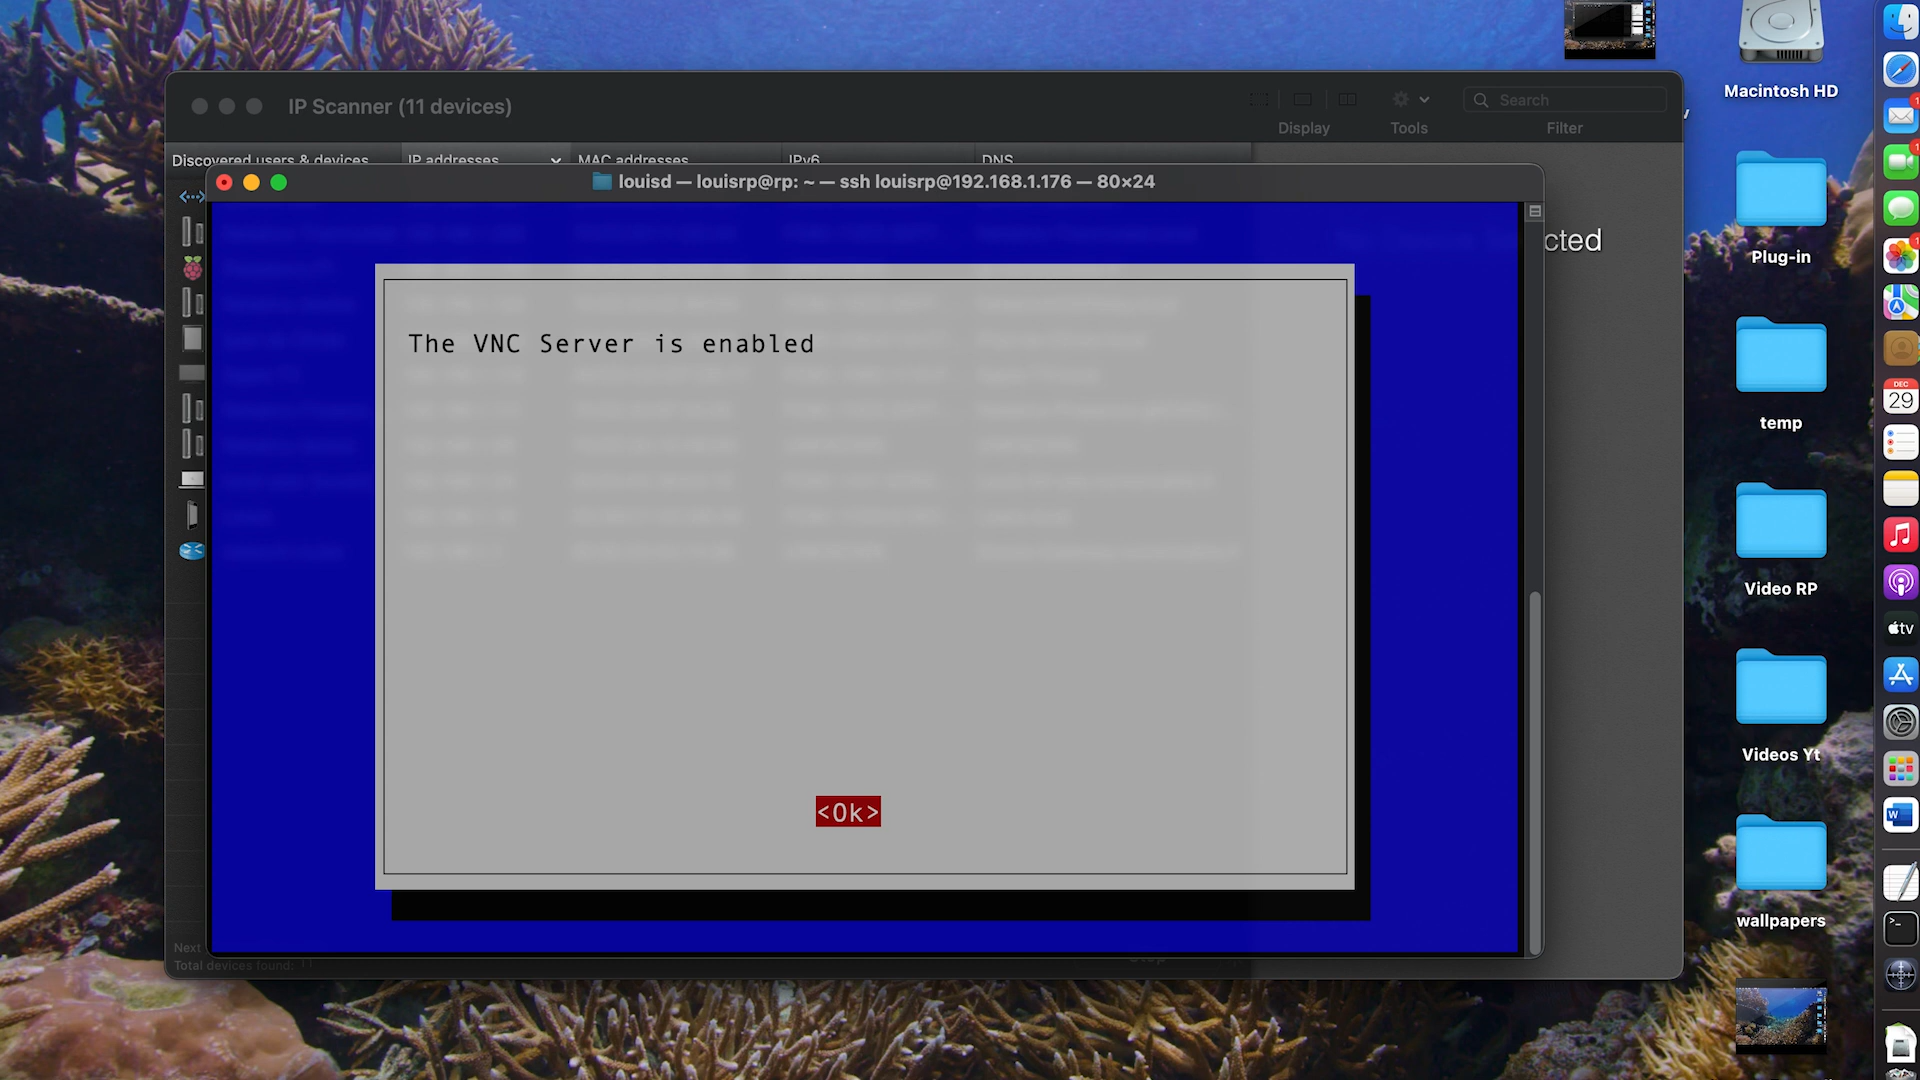 Macintosh HD
IP Scanner (11 devices)
Search
Display
Tools
Filter
Discovered users & devices
IP addresses
MAC addresses
IPv6
DNS
louisd — louisrp@rp: ~ — ssh louisrp@192.168.1.176 — 80×24
cted
The VNC Server is enabled
<Ok>
Next
Total devices found: 11
Plug-in
temp
Video RP
Videos Yt
wallpapers
DEC
29
tv
W